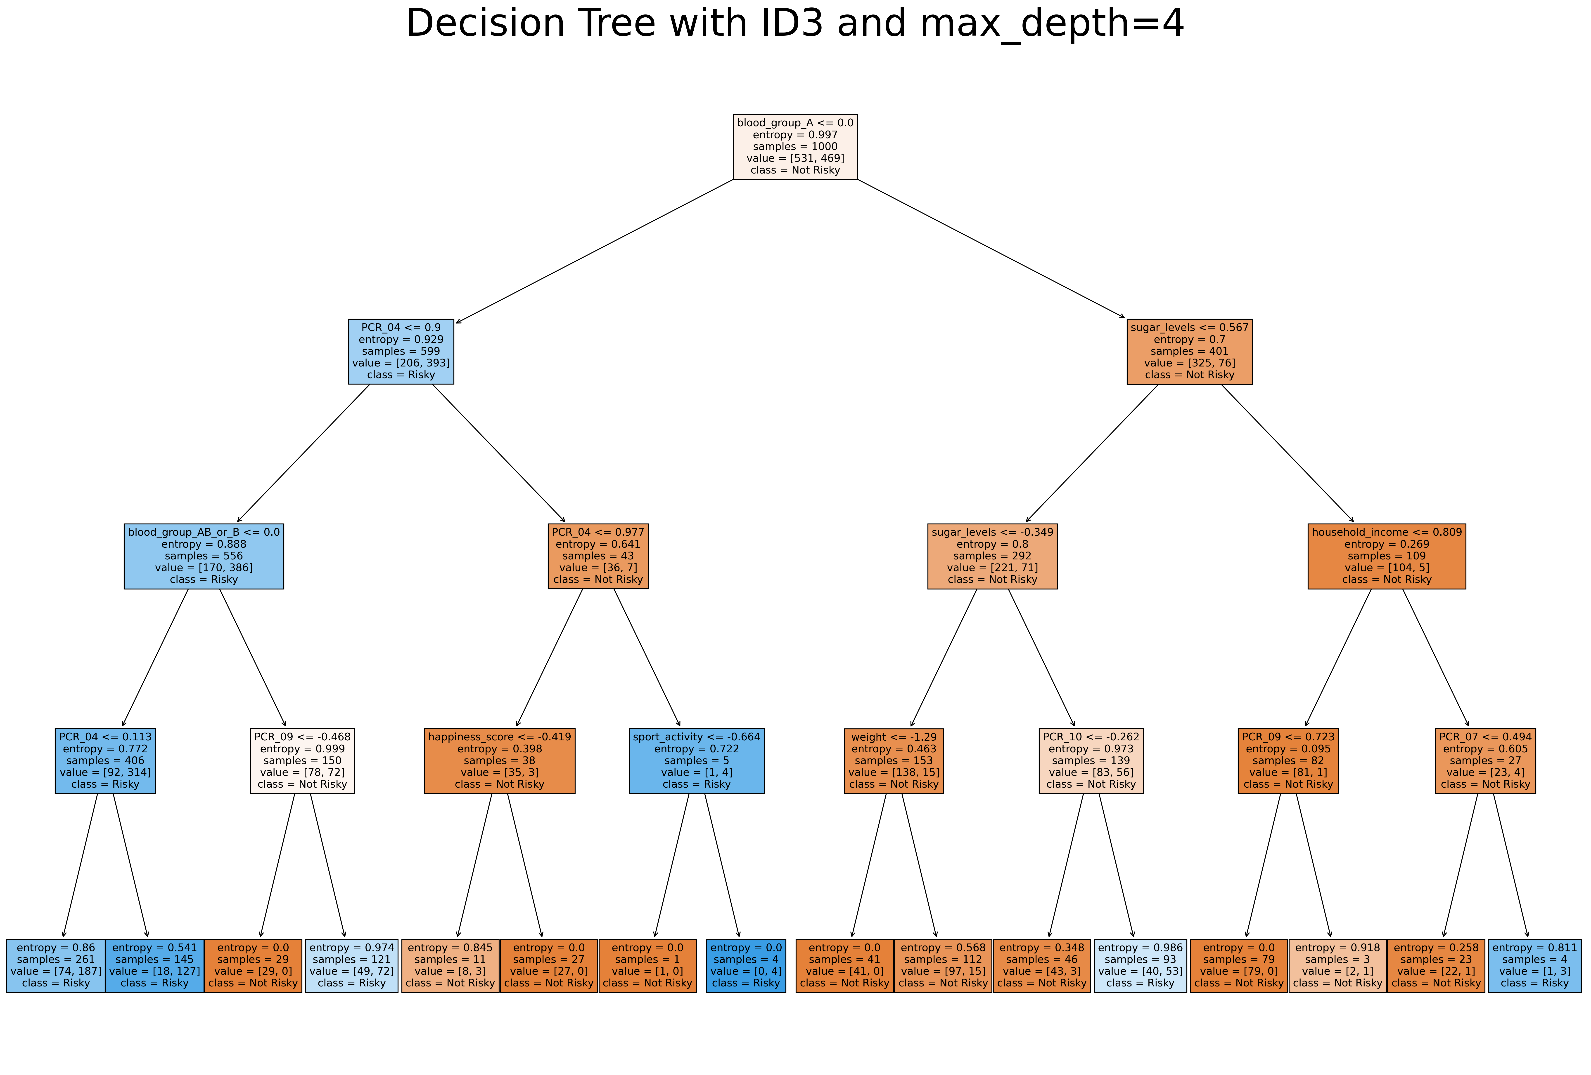 Decision Tree with ID3 and max_depth=4
blood_group_A <= 0.0
entropy = 0.997
samples = 1000
value = [531, 469]
class = Not Risky
PCR_04 <= 0.9
entropy = 0.929
samples = 599
value = [206, 393]
class = Risky
sugar_levels <= 0.567
entropy = 0.7
samples = 401
value = [325, 76]
class = Not Risky
blood_group_AB_or_B <= 0.0
entropy = 0.888
samples = 556
value = [170, 386]
class = Risky
PCR_04 <= 0.977
entropy = 0.641
samples = 43
value = [36, 7]
class = Not Risky
sugar_levels <= -0.349
entropy = 0.8
samples = 292
value = [221, 71]
class = Not Risky
household_income <= 0.809
entropy = 0.269
samples = 109
value = [104, 5]
class = Not Risky
PCR_04 <= 0.113
entropy = 0.772
samples = 406
value = [92, 314]
class = Risky
PCR_09 <= -0.468
entropy = 0.999
samples = 150
value = [78, 72]
class = Not Risky
happiness_score <= -0.419
entropy = 0.398
samples = 38
value = [35, 3]
class = Not Risky
sport_activity <= -0.664
entropy = 0.722
samples = 5
value = [1, 4]
class = Risky
weight <= -1.29
entropy = 0.463
samples = 153
value = [138, 15]
class = Not Risky
PCR_10 <= -0.262
entropy = 0.973
samples = 139
value = [83, 56]
class = Not Risky
PCR_09 <= 0.723
entropy = 0.095
samples = 82
value = [81, 1]
class = Not Risky
PCR_07 <= 0.494
entropy = 0.605
samples = 27
value = [23, 4]
class = Not Risky
entropy = 0.86
samples = 261
value = [74, 187]
class = Risky
entropy = 0.541
samples = 145
value = [18, 127]
class = Risky
entropy = 0.0
samples = 29
value = [29, 0]
class = Not Risky
entropy = 0.974
samples = 121
value = [49, 72]
class = Risky
entropy = 0.845
samples = 11
value = [8, 3]
class = Not Risky
entropy = 0.0
samples = 27
value = [27, 0]
class = Not Risky
entropy = 0.0
samples = 1
value = [1, 0]
class = Not Risky
entropy = 0.0
samples = 4
value = [0, 4]
class = Risky
entropy = 0.0
samples = 41
value = [41, 0]
class = Not Risky
entropy = 0.568
samples = 112
value = [97, 15]
class = Not Risky
entropy = 0.348
samples = 46
value = [43, 3]
class = Not Risky
entropy = 0.986
samples = 93
value = [40, 53]
class = Risky
entropy = 0.0
samples = 79
value = [79, 0]
class = Not Risky
entropy = 0.918
samples = 3
value = [2, 1]
class = Not Risky
entropy = 0.258
samples = 23
value = [22, 1]
class = Not Risky
entropy = 0.811
samples = 4
value = [1, 3]
class = Risky